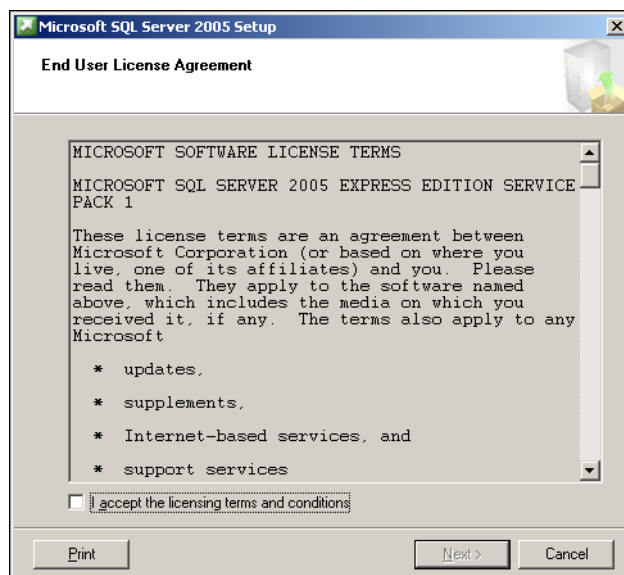 Microsoft SQL Server 2005 Setup
End User License Agreement
MICROSOFT SOFTWARE LICENSE TERMS
MICROSOFT SQL SERVER 2005 EXPRESS EDITION SERVICE
PACK 1
These license terms are an agreement between
Microsoft Corporation (or based on where you
live, one of its affiliates) and you.  Please
read them.  They apply to the software named
above, which includes the media on which you
received it, if any.  The terms also apply to any
Microsoft
* updates,
* supplements,
* Internet-based services, and
* support services
I accept the licensing terms and conditions
Print
Next >
Cancel